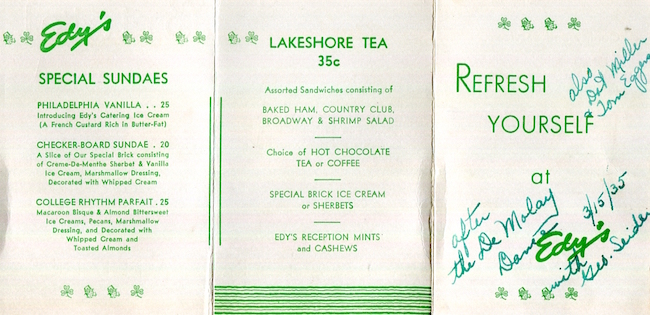 Edy's
SPECIAL SUNDAES
PHILADELPHIA VANILLA . . 25
Introducing Edy's Catering Ice Cream
(A French Custard Rich in Butter-Fat)
CHECKER-BOARD SUNDAE . 20
A Slice of Our Special Brick consisting
of Creme-De-Menthe Sherbet & Vanilla
Ice Cream, Marshmallow Dressing,
Decorated with Whipped Cream
COLLEGE RHYTHM PARFAIT . 25
Macaroon Bisque & Almond Bittersweet
Ice Creams, Pecans, Marshmallow
Dressing, and Decorated with
Whipped Cream and
Toasted Almonds
LAKESHORE TEA
35c
Assorted Sandwiches consisting of
BAKED HAM, COUNTRY CLUB,
BROADWAY & SHRIMP SALAD
Choice of HOT CHOCOLATE
TEA or COFFEE
SPECIAL BRICK ICE CREAM
or SHERBETS
EDY'S RECEPTION MINTS
and CASHEWS
REFRESH
YOURSELF
at
Edy's
also
Dot Miller
& Tom Eggers
after
the De Molay
Dance
3/15/35
with
Geo. Seider